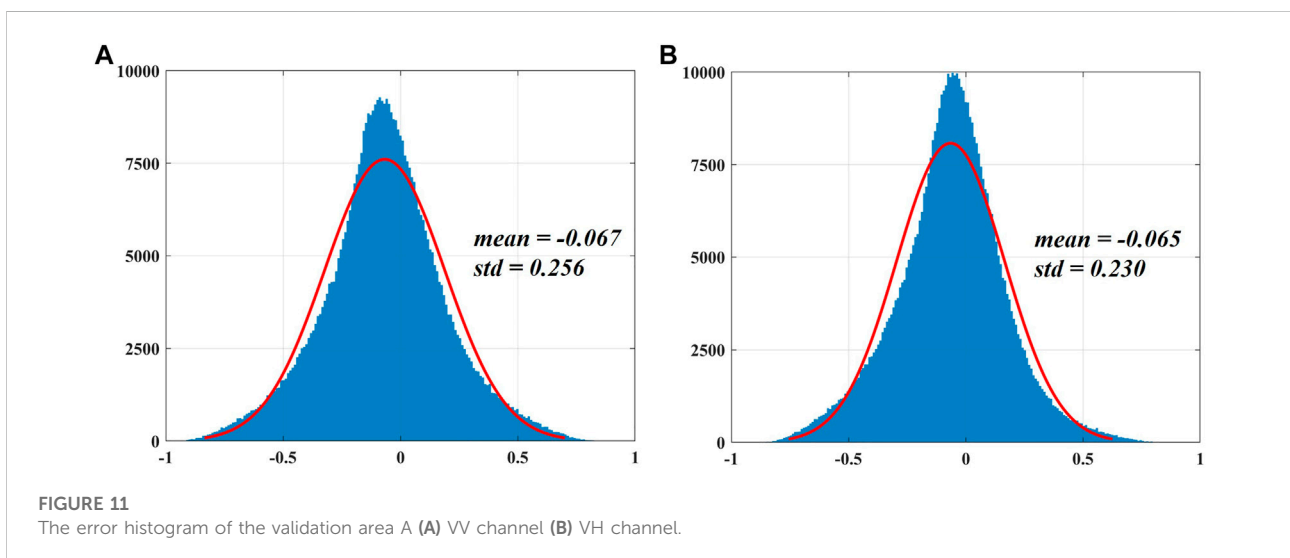 A
10000
7500
5000
2500
0
-1
-0.5
0
0.5
1
mean = -0.067
std = 0.256
B
10000
7500
5000
2500
0
-1
-0.5
0
0.5
1
mean = -0.065
std = 0.230
FIGURE 11
The error histogram of the validation area A (A) VV channel (B) VH channel.